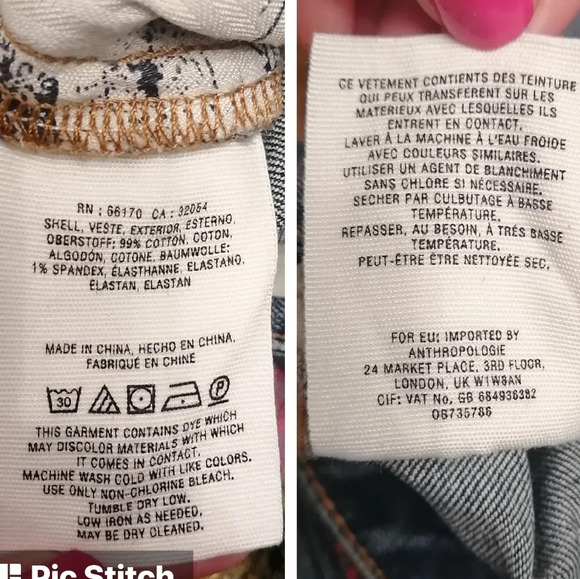 RN : 66170 CA : 32054
SHELL, VESTE, EXTERIOR, ESTERNO,
OBERSTOFF: 99% COTTON, COTON,
ALGODÓN, COTONE, BAUMWOLLE;
1% SPANDEX, ÉLASTHANNE, ELASTANO,
ÉLASTAN, ELASTAN
MADE IN CHINA, HECHO EN CHINA,
FABRIQUÉ EN CHINE
30 P
THIS GARMENT CONTAINS DYE WHICH
MAY DISCOLOR MATERIALS WITH WHICH
IT COMES IN CONTACT.
MACHINE WASH COLD WITH LIKE COLORS.
USE ONLY NON-CHLORINE BLEACH.
TUMBLE DRY LOW.
LOW IRON AS NEEDED.
MAY BE DRY CLEANED.
Pic Stitch
CE VETEMENT CONTIENTS DES TEINTURE
QUI PEUX TRANSFERENT SUR LES
MATERIEUX AVEC LESQUELLES ILS
ENTRENT EN CONTACT.
LAVER À LA MACHINE À L'EAU FROIDE
AVEC COULEURS SIMILAIRES.
UTILISER UN AGENT DE BLANCHIMENT
SANS CHLORE SI NÉCESSAIRE.
SECHER PAR CULBUTAGE À BASSE
TEMPÉRATURE.
REPASSER, AU BESOIN, À TRÉS BASSE
TEMPÉRATURE.
PEUT-ÊTRE ÊTRE NETTOYÉE SEC.
FOR EU: IMPORTED BY
ANTHROPOLOGIE
24 MARKET PLACE, 3RD FLOOR,
LONDON, UK W1W8AN
CIF: VAT No. GB 684936382
OB735786